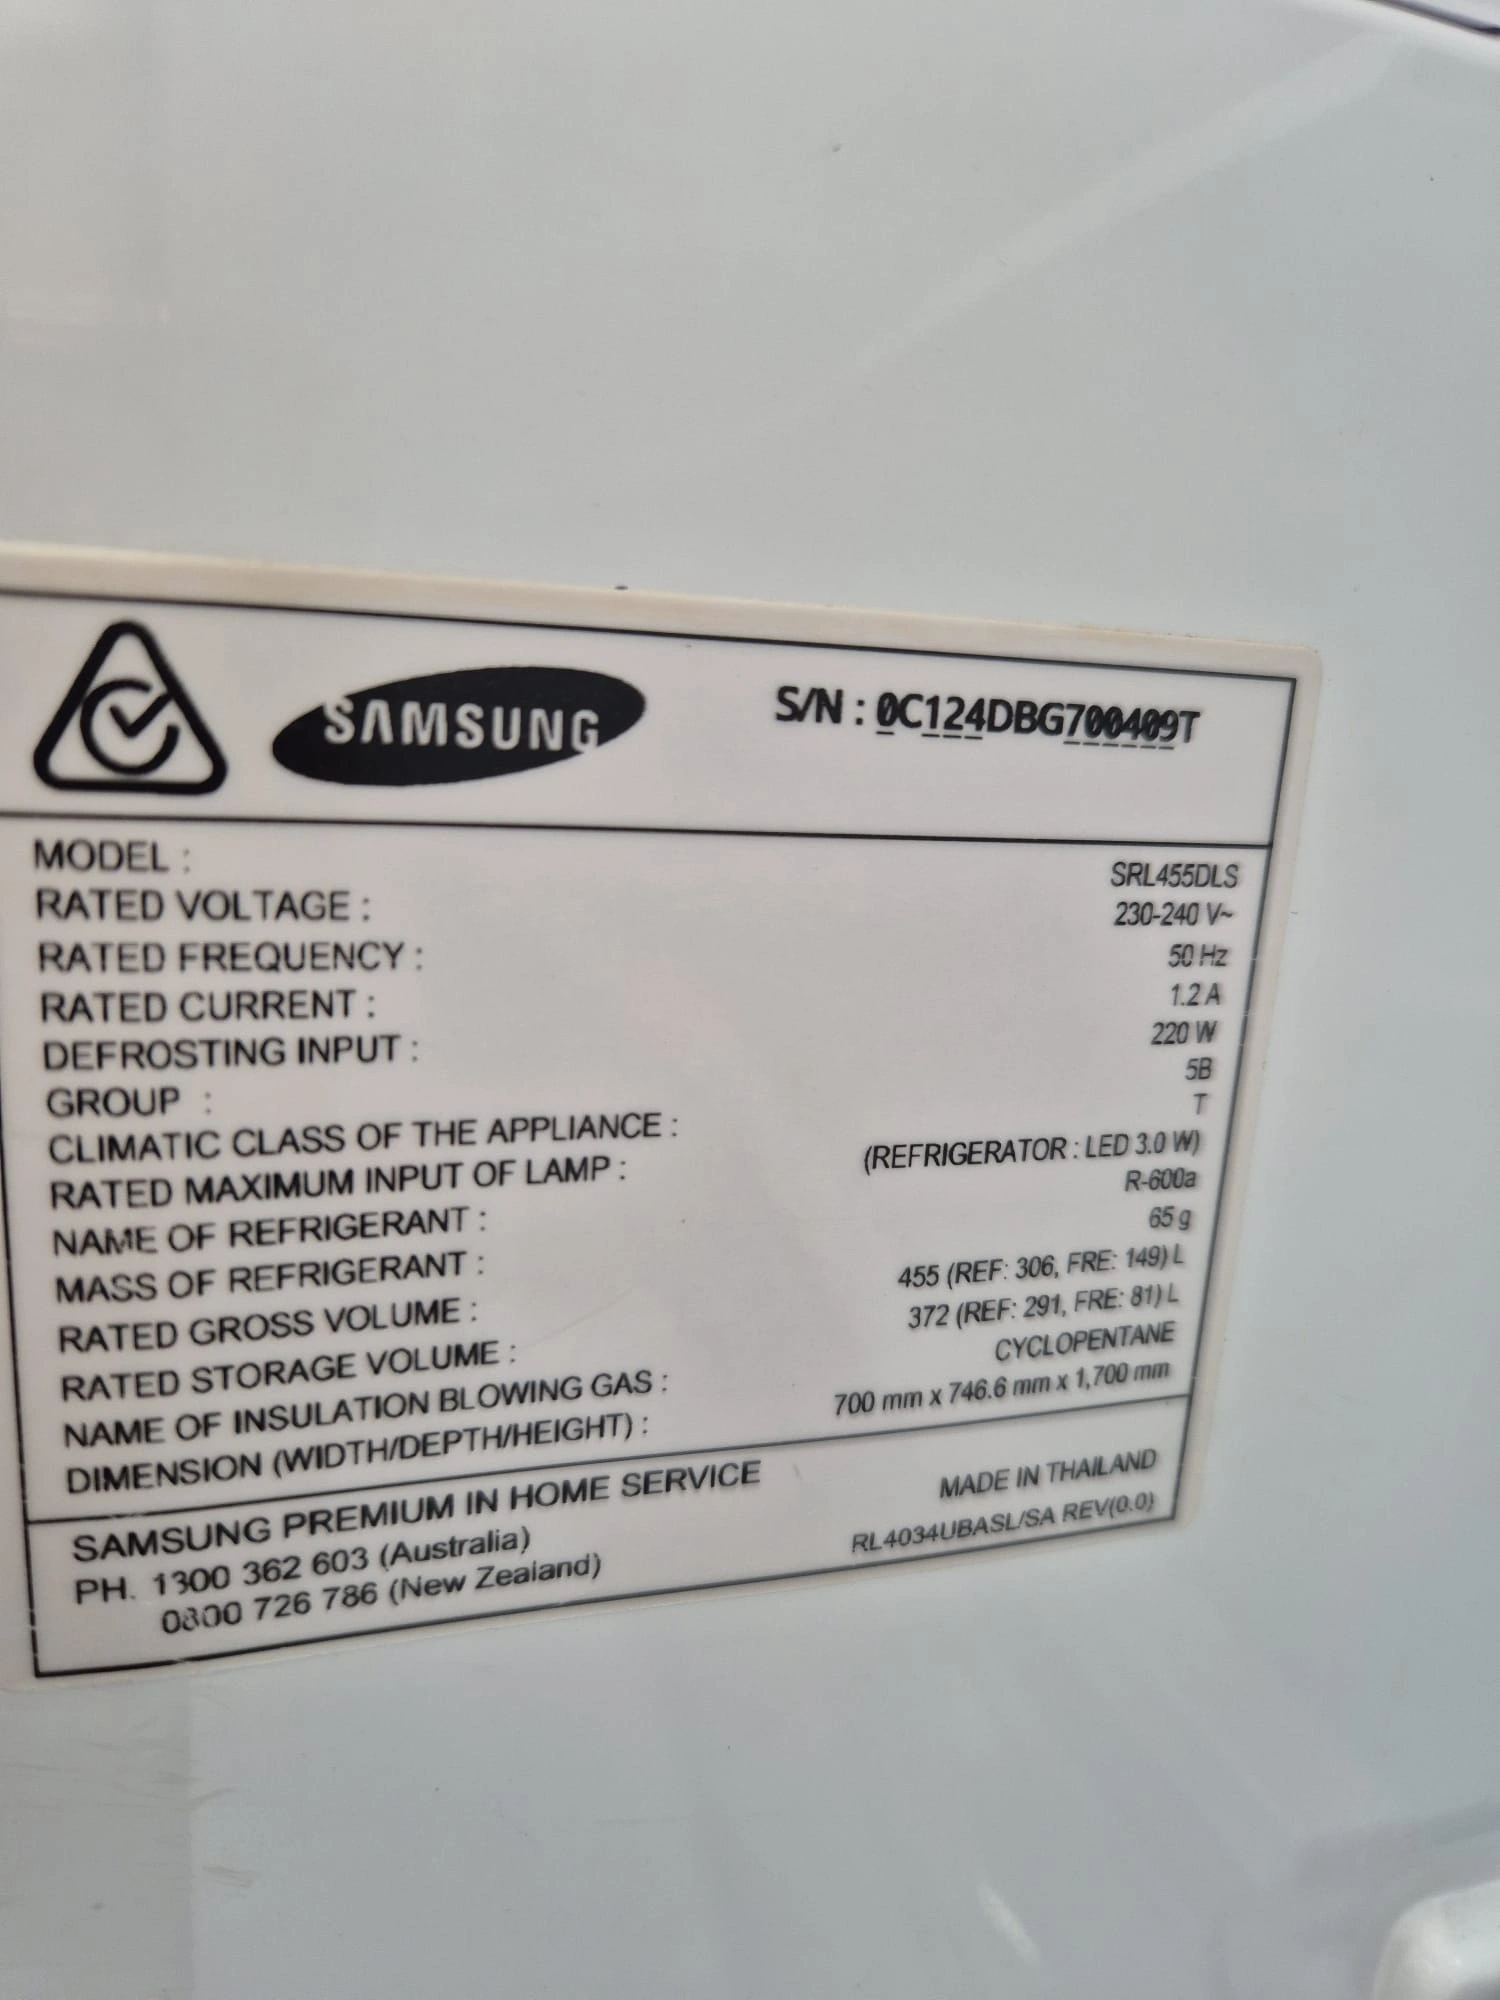 SAMSUNG
S/N : 0C124DBG700409T
MODEL : SRL455DLS
RATED VOLTAGE : 230-240 V~
RATED FREQUENCY : 50 Hz
RATED CURRENT : 1.2 A
DEFROSTING INPUT : 220 W
GROUP : 5B
CLIMATIC CLASS OF THE APPLIANCE : T
RATED MAXIMUM INPUT OF LAMP : (REFRIGERATOR : LED 3.0 W)
NAME OF REFRIGERANT : R-600a
MASS OF REFRIGERANT : 65 g
RATED GROSS VOLUME : 455 (REF: 306, FRE: 149) L
RATED STORAGE VOLUME : 372 (REF: 291, FRE: 81) L
NAME OF INSULATION BLOWING GAS : CYCLOPENTANE
DIMENSION (WIDTH/DEPTH/HEIGHT) : 700 mm x 746.6 mm x 1,700 mm
SAMSUNG PREMIUM IN HOME SERVICE
PH. 1300 362 603 (Australia)
0800 726 786 (New Zealand)
MADE IN THAILAND
RL4034UBASL/SA REV(0.0)